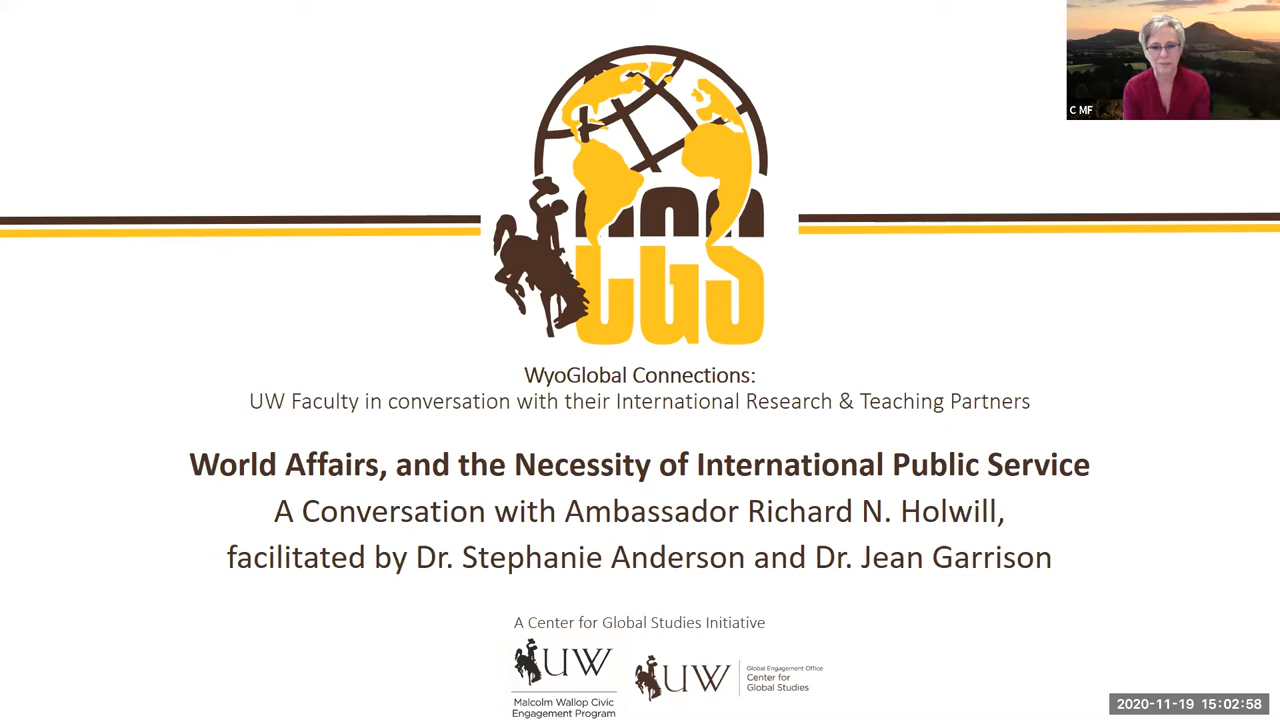 C MF
CGS
WyoGlobal Connections:
UW Faculty in conversation with their International Research & Teaching Partners
World Affairs, and the Necessity of International Public Service
A Conversation with Ambassador Richard N. Holwill,
facilitated by Dr. Stephanie Anderson and Dr. Jean Garrison
A Center for Global Studies Initiative
UW
Malcolm Wallop Civic
Engagement Program
UW
Global Engagement Office
Center for
Global Studies
2020-11-19 15:02:58